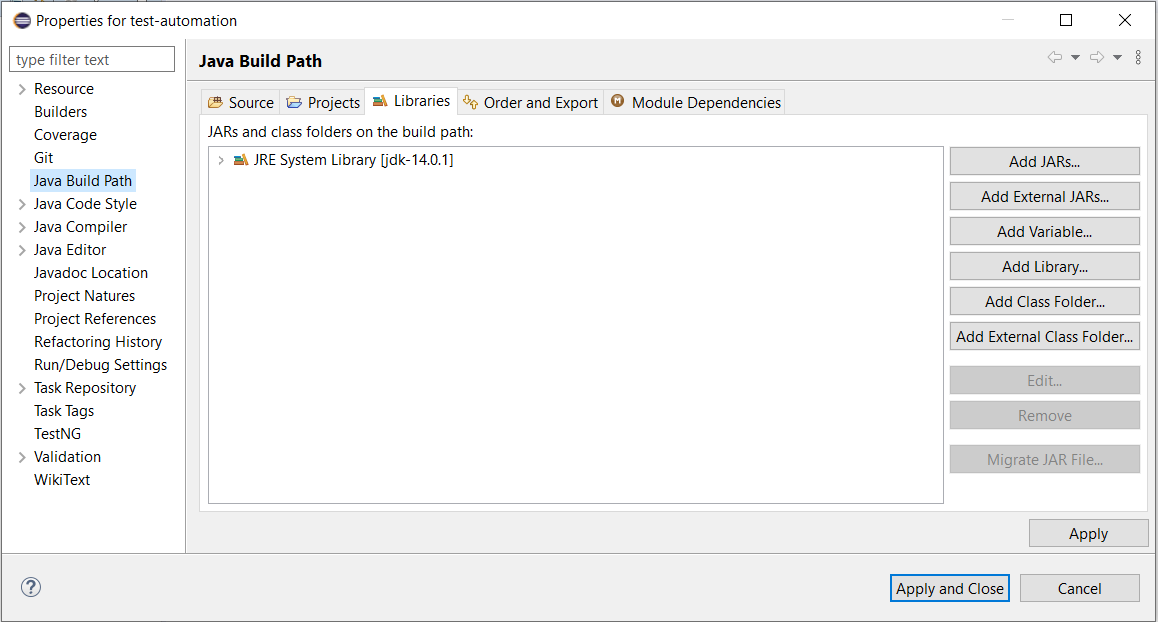 Properties for test-automation
type filter text
Resource
Builders
Coverage
Git
Java Build Path
Java Code Style
Java Compiler
Java Editor
Javadoc Location
Project Natures
Project References
Refactoring History
Run/Debug Settings
Task Repository
Task Tags
TestNG
Validation
WikiText
Java Build Path
Source Projects Libraries Order and Export Module Dependencies
JARs and class folders on the build path:
JRE System Library [jdk-14.0.1]
Add JARs...
Add External JARs...
Add Variable...
Add Library...
Add Class Folder...
Add External Class Folder...
Edit...
Remove
Migrate JAR File...
Apply
Apply and Close Cancel